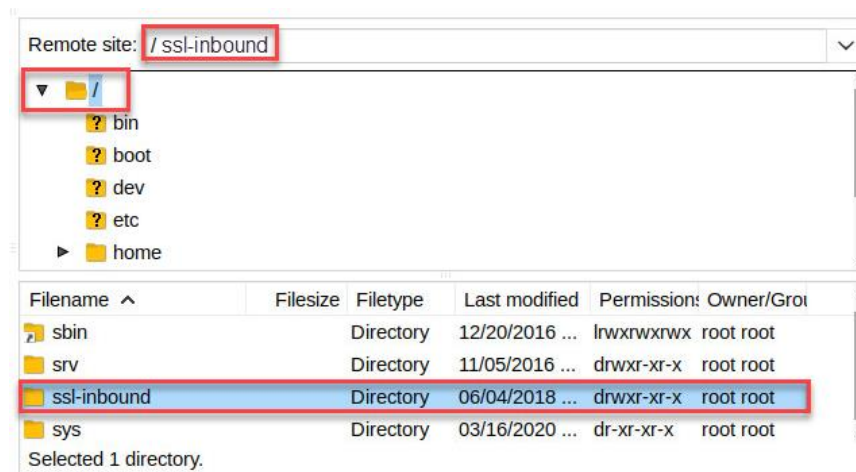 Remote site: / ssl-inbound
/
? bin
? boot
? dev
? etc
home
Filename Filesize Filetype Last modified Permissions Owner/Grou
sbin Directory 12/20/2016 ... lrwxrwxrwx root root
srv Directory 11/05/2016 ... drwxr-xr-x root root
ssl-inbound Directory 06/04/2018 ... drwxr-xr-x root root
sys Directory 03/16/2020 ... dr-xr-xr-x root root
Selected 1 directory.